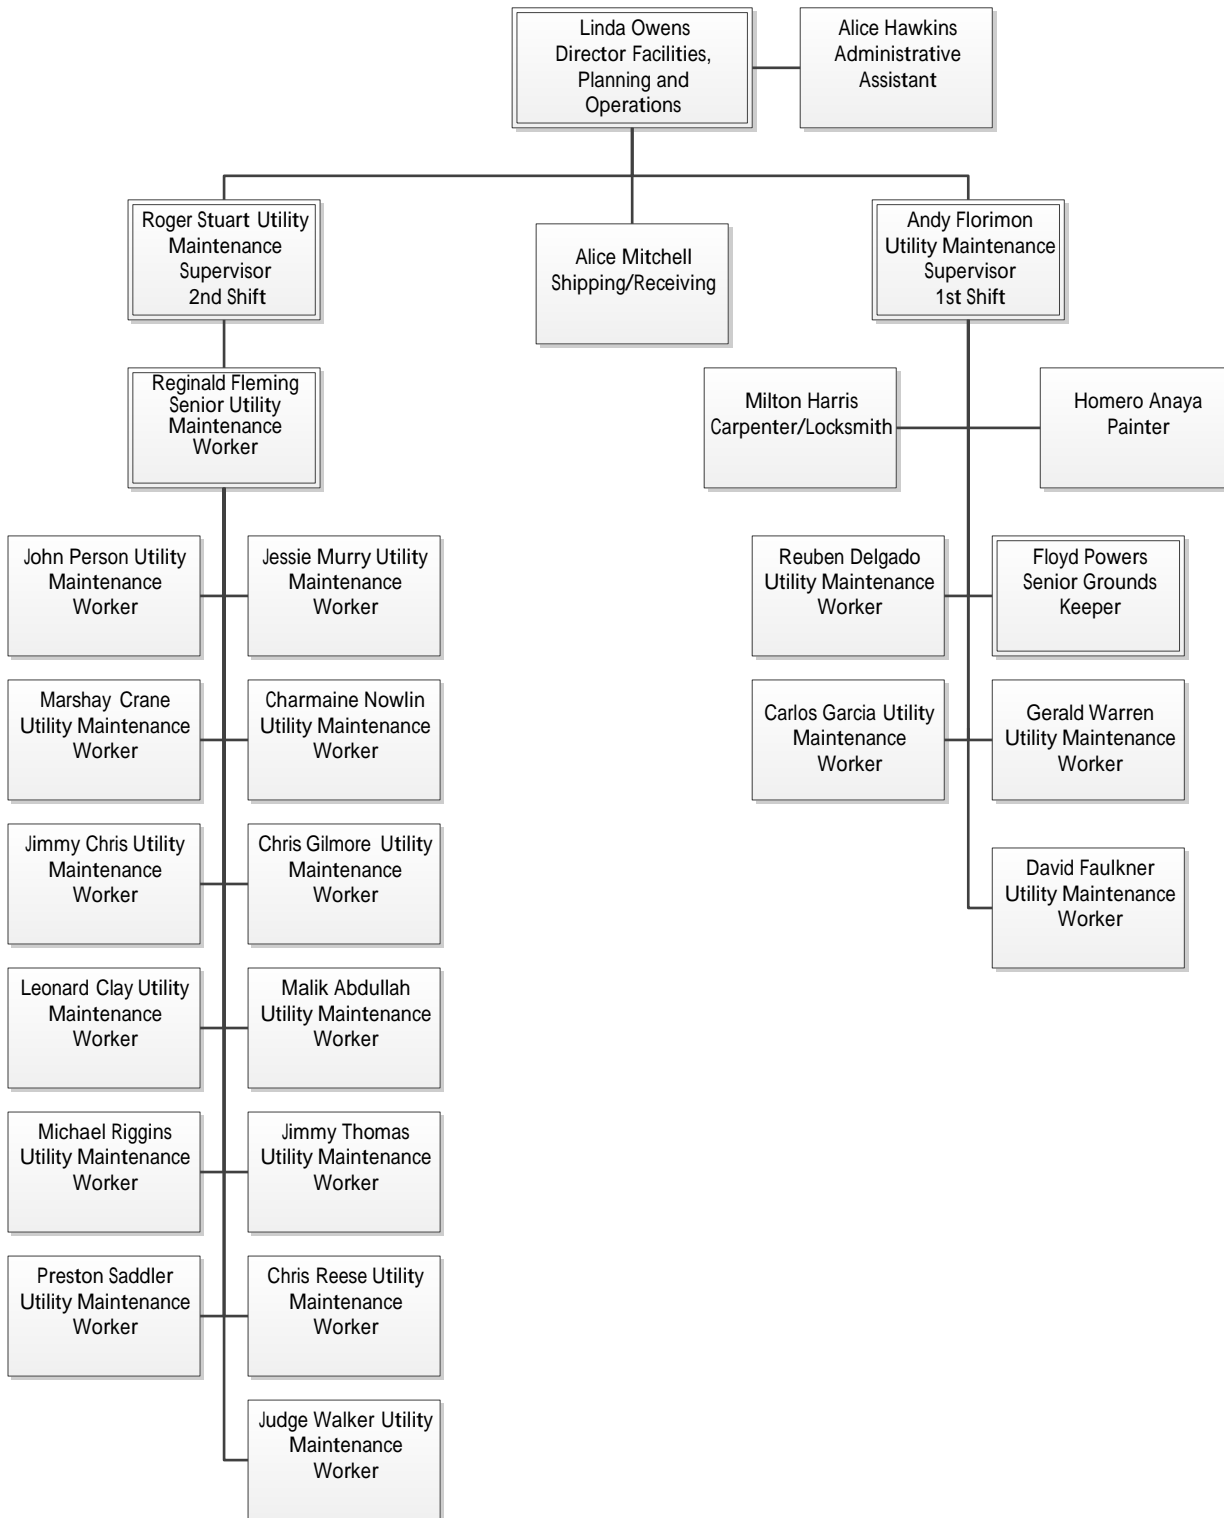 Linda Owens
Director Facilities,
Planning and
Operations
Alice Hawkins
Administrative
Assistant
Roger Stuart Utility
Maintenance
Supervisor
2nd Shift
Alice Mitchell
Shipping/Receiving
Andy Florimon
Utility Maintenance
Supervisor
1st Shift
Reginald Fleming
Senior Utility
Maintenance
Worker
Milton Harris
Carpenter/Locksmith
Homero Anaya
Painter
John Person Utility
Maintenance
Worker
Jessie Murry Utility
Maintenance
Worker
Reuben Delgado
Utility Maintenance
Worker
Floyd Powers
Senior Grounds
Keeper
Marshay Crane
Utility Maintenance
Worker
Charmaine Nowlin
Utility Maintenance
Worker
Carlos Garcia Utility
Maintenance
Worker
Gerald Warren
Utility Maintenance
Worker
Jimmy Chris Utility
Maintenance
Worker
Chris Gilmore Utility
Maintenance
Worker
David Faulkner
Utility Maintenance
Worker
Leonard Clay Utility
Maintenance
Worker
Malik Abdullah
Utility Maintenance
Worker
Michael Riggins
Utility Maintenance
Worker
Jimmy Thomas
Utility Maintenance
Worker
Preston Saddler
Utility Maintenance
Worker
Chris Reese Utility
Maintenance
Worker
Judge Walker Utility
Maintenance
Worker